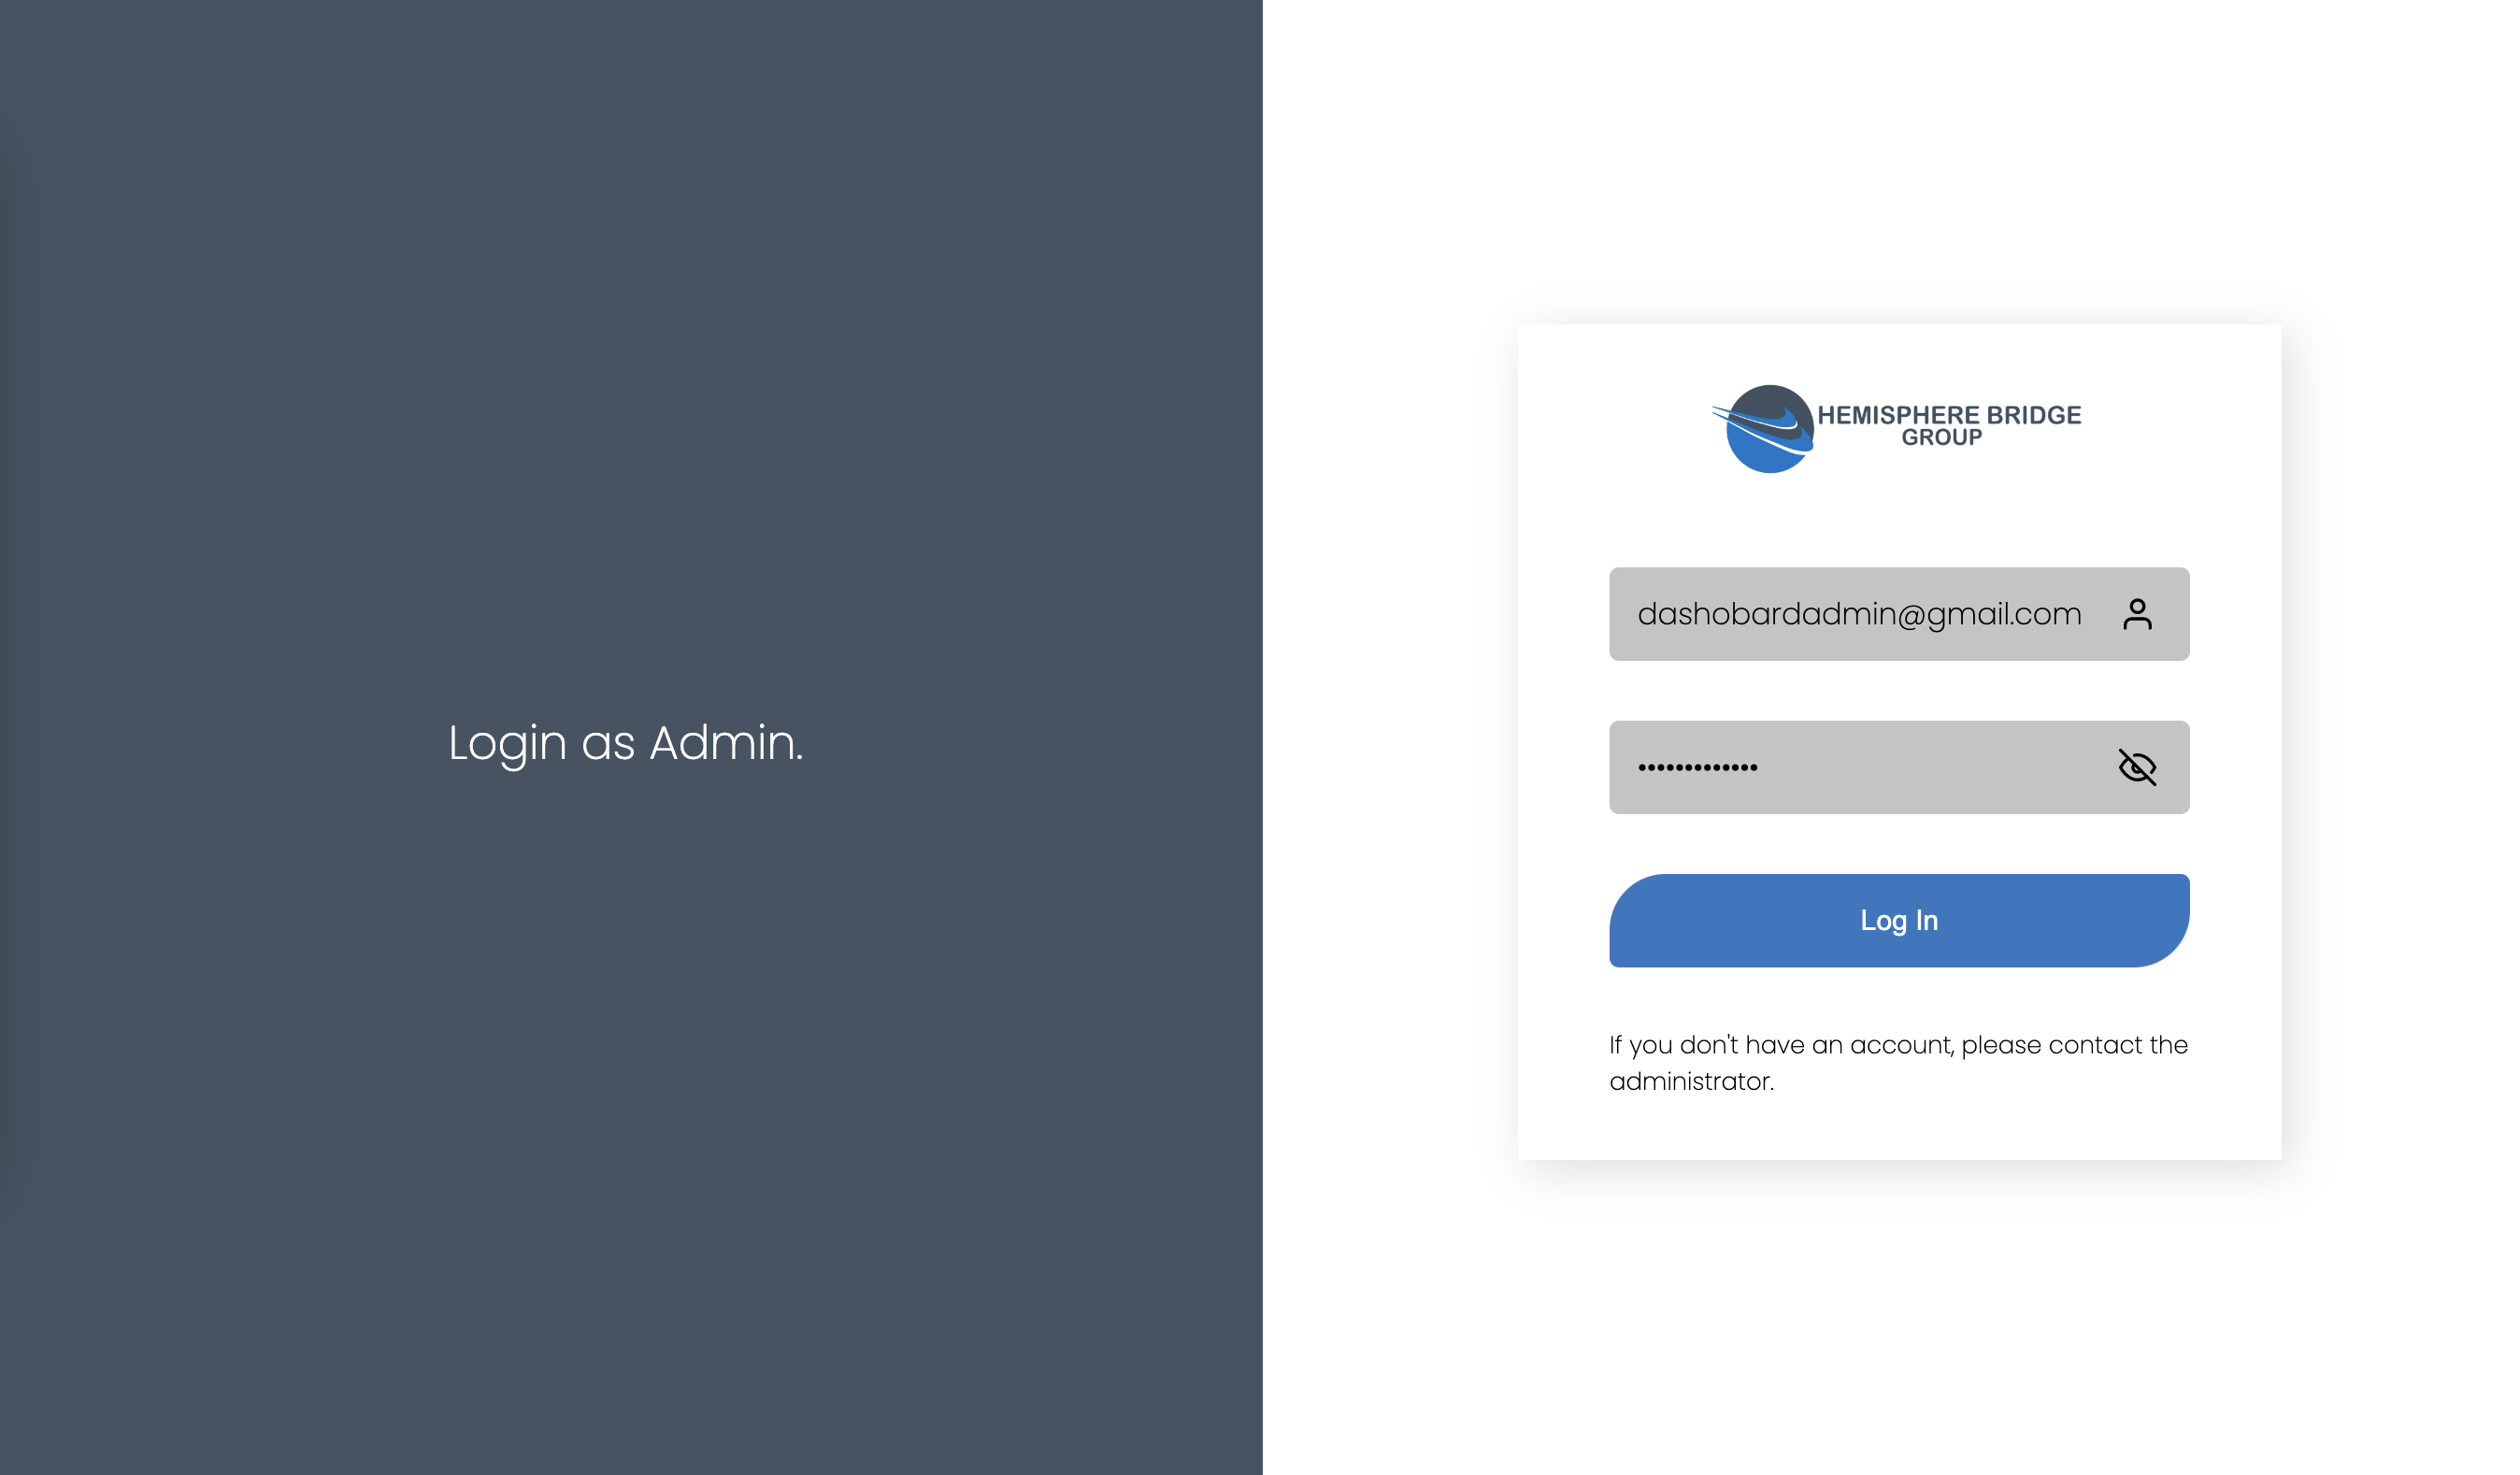 Login as Admin.
HEMISPHERE BRIDGE
GROUP
dashobardadmin@gmail.com
•••••••••••••
Log In
If you don't have an account, please contact the
administrator.